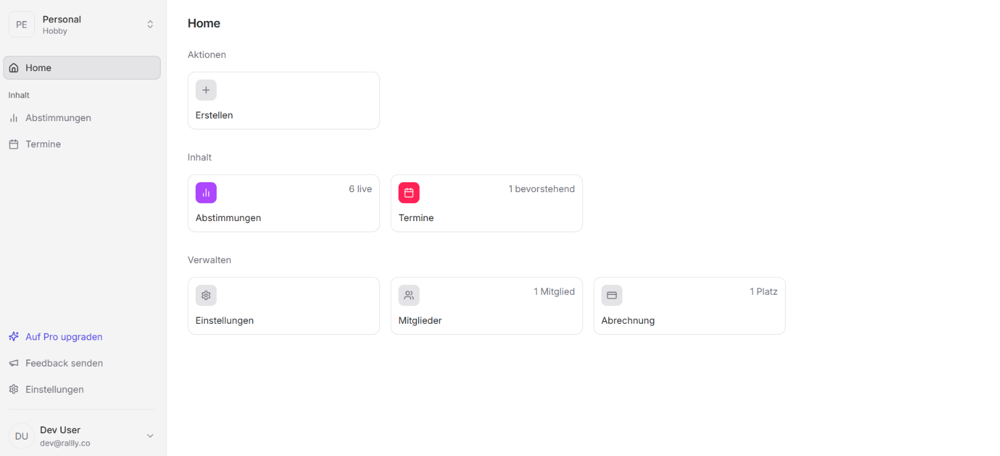 PE
Personal
Hobby
Home
Inhalt
Abstimmungen
Termine
Auf Pro upgraden
Feedback senden
Einstellungen
DU
Dev User
dev@rallly.co
Home
Aktionen
Erstellen
Inhalt
6 live
Abstimmungen
1 bevorstehend
Termine
Verwalten
Einstellungen
1 Mitglied
Mitglieder
1 Platz
Abrechnung